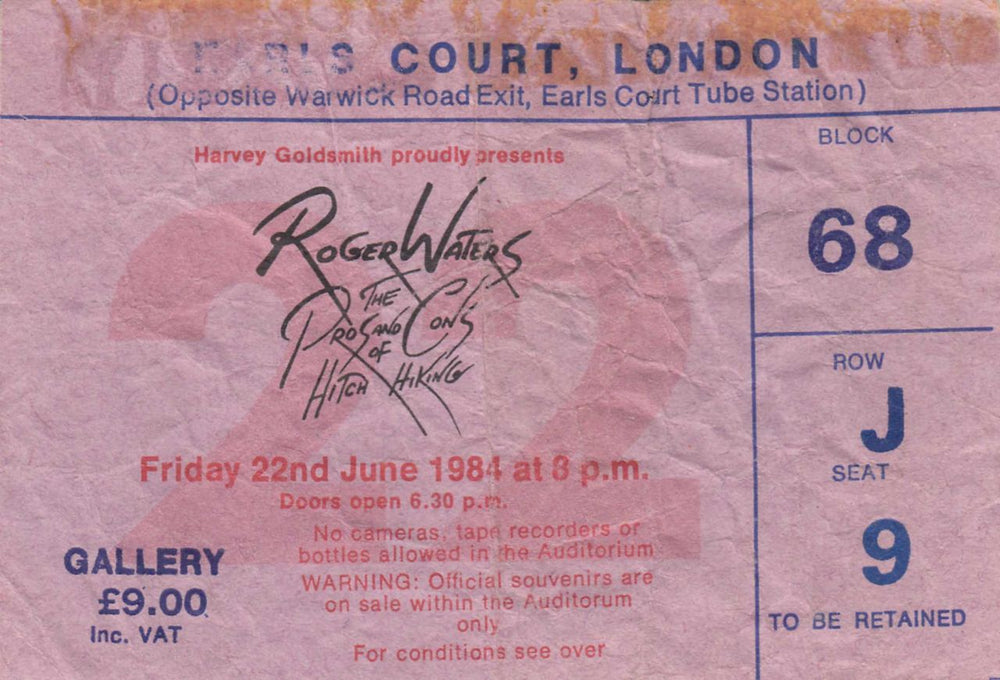 EARLS COURT, LONDON
(Opposite Warwick Road Exit, Earls Court Tube Station)
Harvey Goldsmith proudly presents
22
ROGER WATERS
THE
PROS AND CONS
OF
HITCH HIKING
Friday 22nd June 1984 at 8 p.m.
Doors open 6.30 p.m.
No cameras, tape recorders or
bottles allowed in the Auditorium
WARNING: Official souvenirs are
on sale within the Auditorum
only
For conditions see over
GALLERY
£9.00
Inc. VAT
BLOCK
68
ROW
J
SEAT
9
TO BE RETAINED